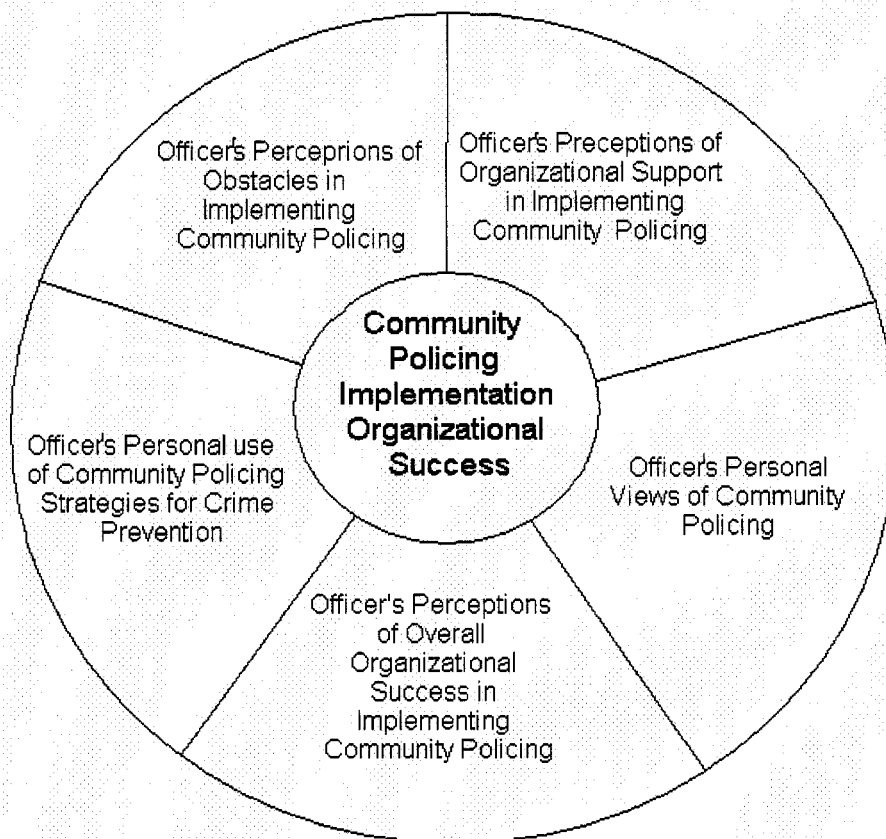 Officer's Perceprions of
Obstacles in
Implementing
Community Policing
Officer's Preceptions of
Organizational Support
in Implementing
Community Policing
Community
Policing
Implementation
Organizational
Success
Officer's Personal use
of Community Policing
Strategies for Crime
Prevention
Officer's Personal
Views of Community
Policing
Officer's Perceptions
of Overall
Organizational
Success in
Implementing
Community Policing